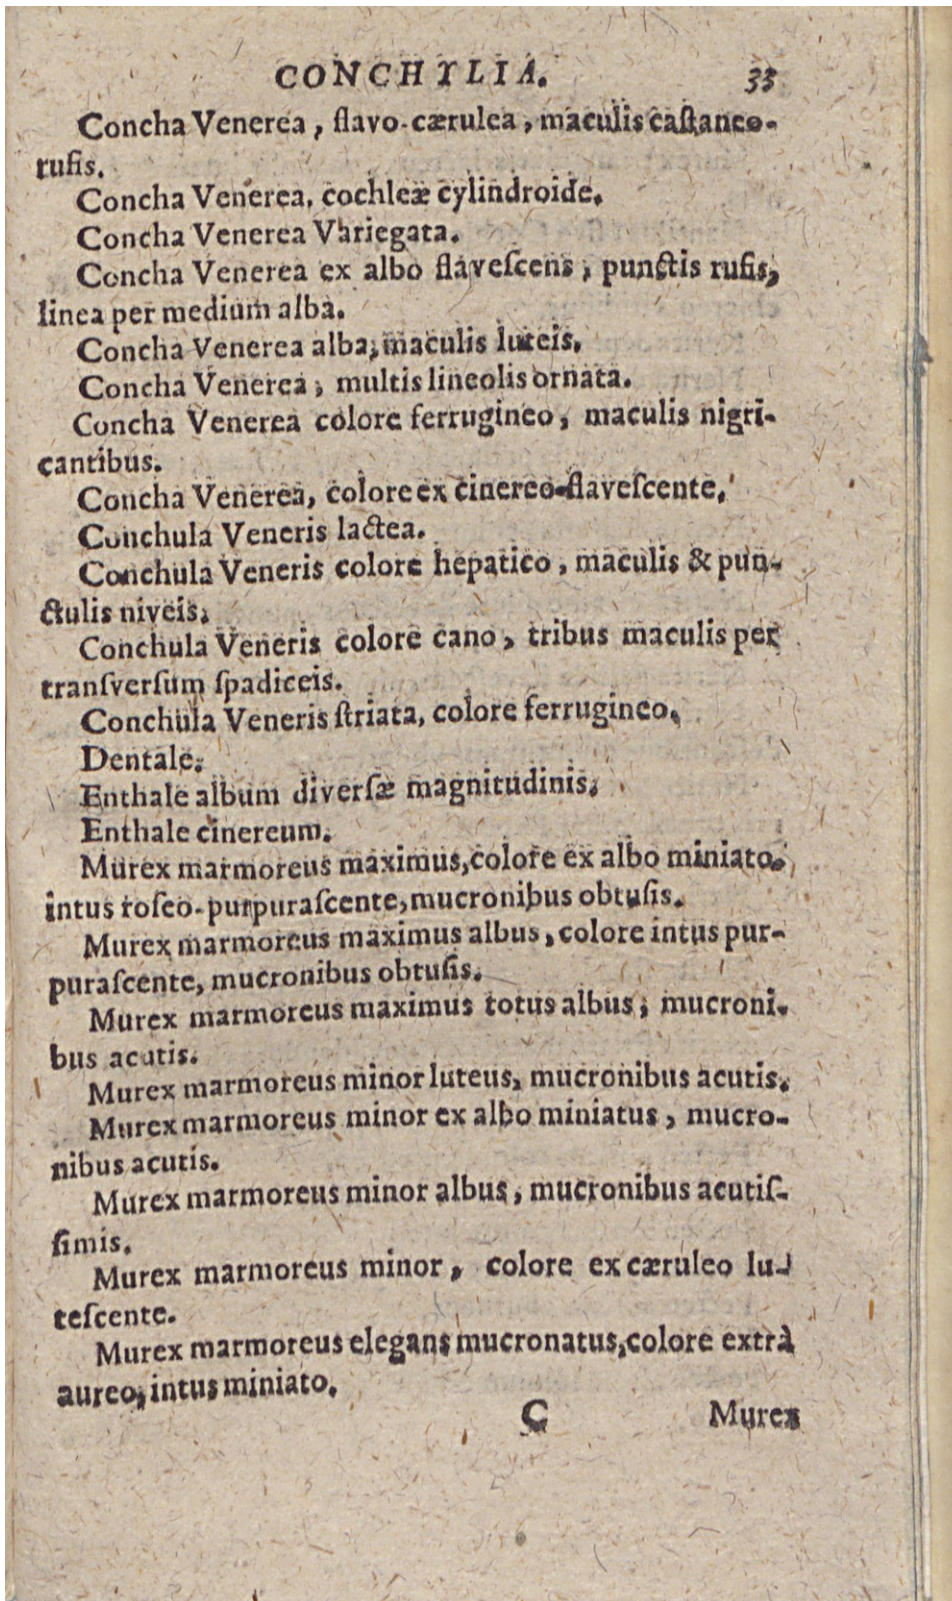 CONCHYLIA. 33
Concha Venerea, flavo-cærulea, maculis castaneo-
rufis.
Concha Venerea, cochleæ cylindroide.
Concha Venerea Variegata.
Concha Venerea ex albo flavescens, punctis rufis,
linea per medium alba.
Concha Venerea alba, maculis luteis.
Concha Venerea, multis lineolis ornata.
Concha Venerea colore ferrugineo, maculis nigri-
cantibus.
Concha Venerea, colore ex cinereo-flavescente.
Conchula Veneris lactea.
Conchula Veneris colore hepatico, maculis & pun-
ctulis niveis.
Conchula Veneris colore cano, tribus maculis per
transversum spadiceis.
Conchula Veneris striata, colore ferrugineo.
Dentale.
Enthale album diversæ magnitudinis.
Enthale cinereum.
Murex marmoreus maximus, colore ex albo miniato.
intus roseo-purpurascente, mucronibus obtusis.
Murex marmoreus maximus albus, colore intus pur-
purascente, mucronibus obtusis.
Murex marmoreus maximus totus albus, mucroni-
bus acutis.
Murex marmoreus minor luteus, mucronibus acutis.
Murex marmoreus minor ex albo miniatus, mucro-
nibus acutis.
Murex marmoreus minor albus, mucronibus acutis-
simis.
Murex marmoreus minor, colore ex cæruleo lu-
tescente.
Murex marmoreus elegans mucronatus, colore extrà
aureo, intus miniato.
C Murex